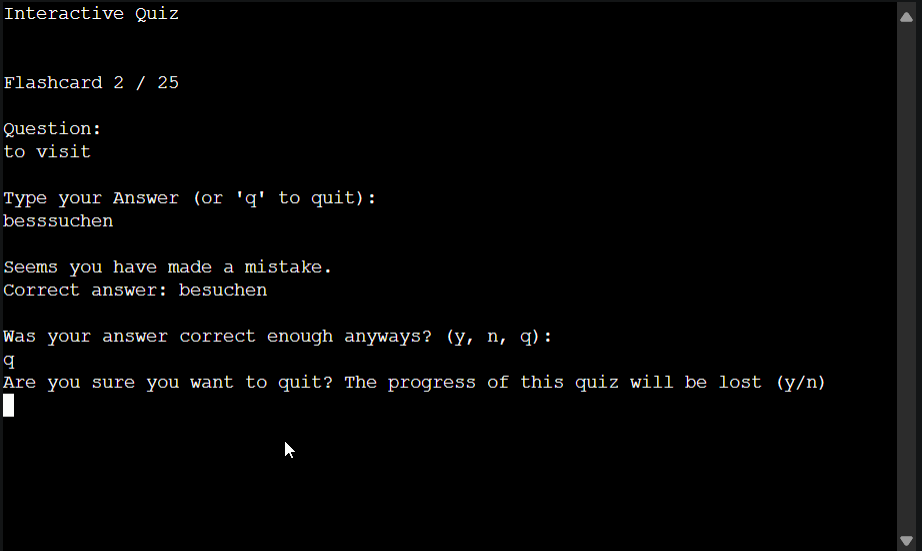 Interactive Quiz
Flashcard 2 / 25
Question:
to visit
Type your Answer (or 'q' to quit):
besssuchen
Seems you have made a mistake.
Correct answer: besuchen
Was your answer correct enough anyways? (y, n, q):
q
Are you sure you want to quit? The progress of this quiz will be lost (y/n)